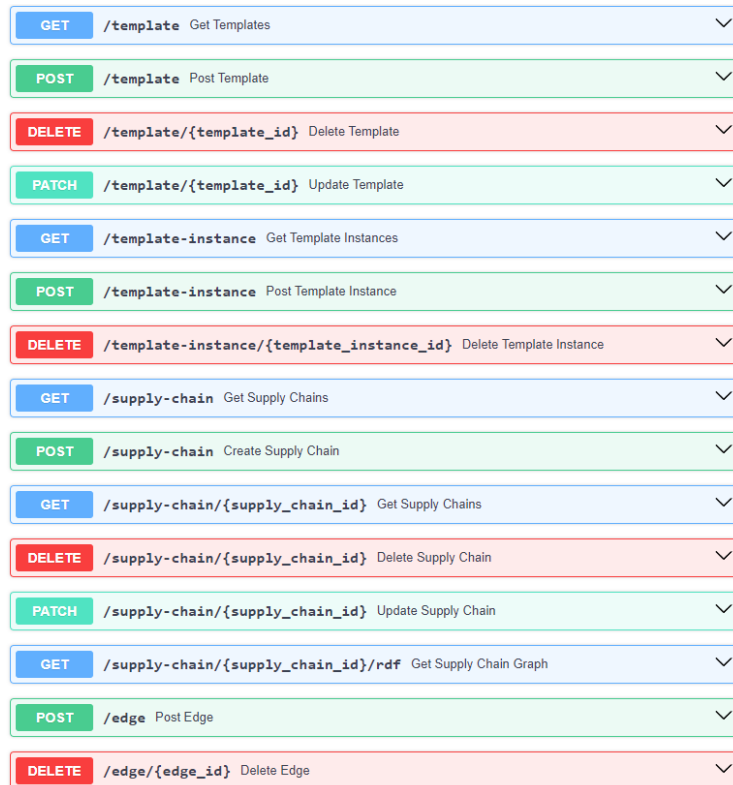 GET /template Get Templates
POST /template Post Template
DELETE /template/{template_id} Delete Template
PATCH /template/{template_id} Update Template
GET /template-instance Get Template Instances
POST /template-instance Post Template Instance
DELETE /template-instance/{template_instance_id} Delete Template Instance
GET /supply-chain Get Supply Chains
POST /supply-chain Create Supply Chain
GET /supply-chain/{supply_chain_id} Get Supply Chains
DELETE /supply-chain/{supply_chain_id} Delete Supply Chain
PATCH /supply-chain/{supply_chain_id} Update Supply Chain
GET /supply-chain/{supply_chain_id}/rdf Get Supply Chain Graph
POST /edge Post Edge
DELETE /edge/{edge_id} Delete Edge